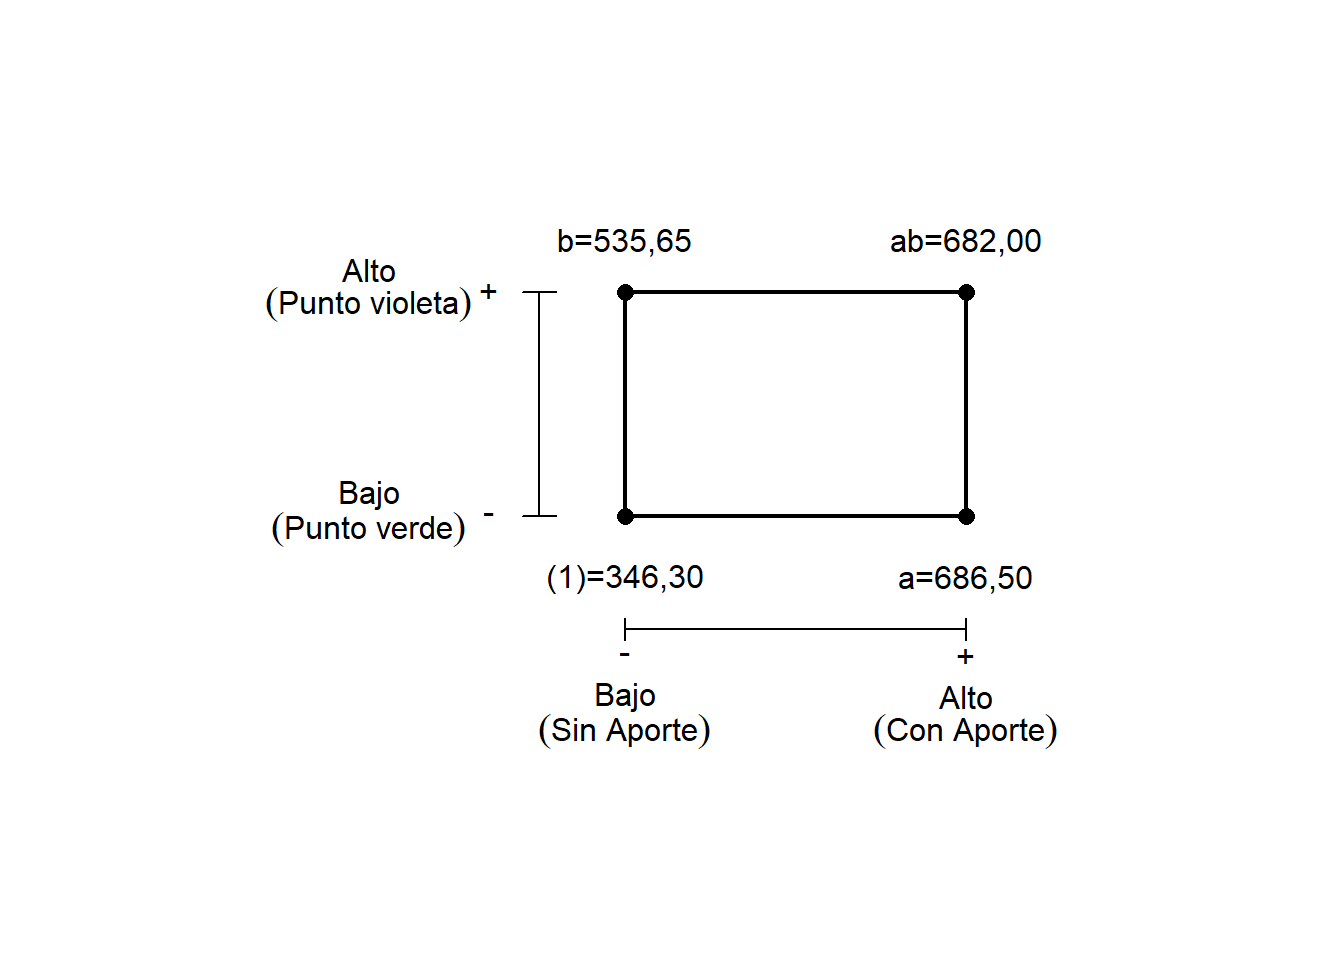 b=535,65
ab=682,00
Alto
(Punto violeta)
+
Bajo
(Punto verde)
-
(1)=346,30
a=686,50
-
+
Bajo
(Sin Aporte)
Alto
(Con Aporte)